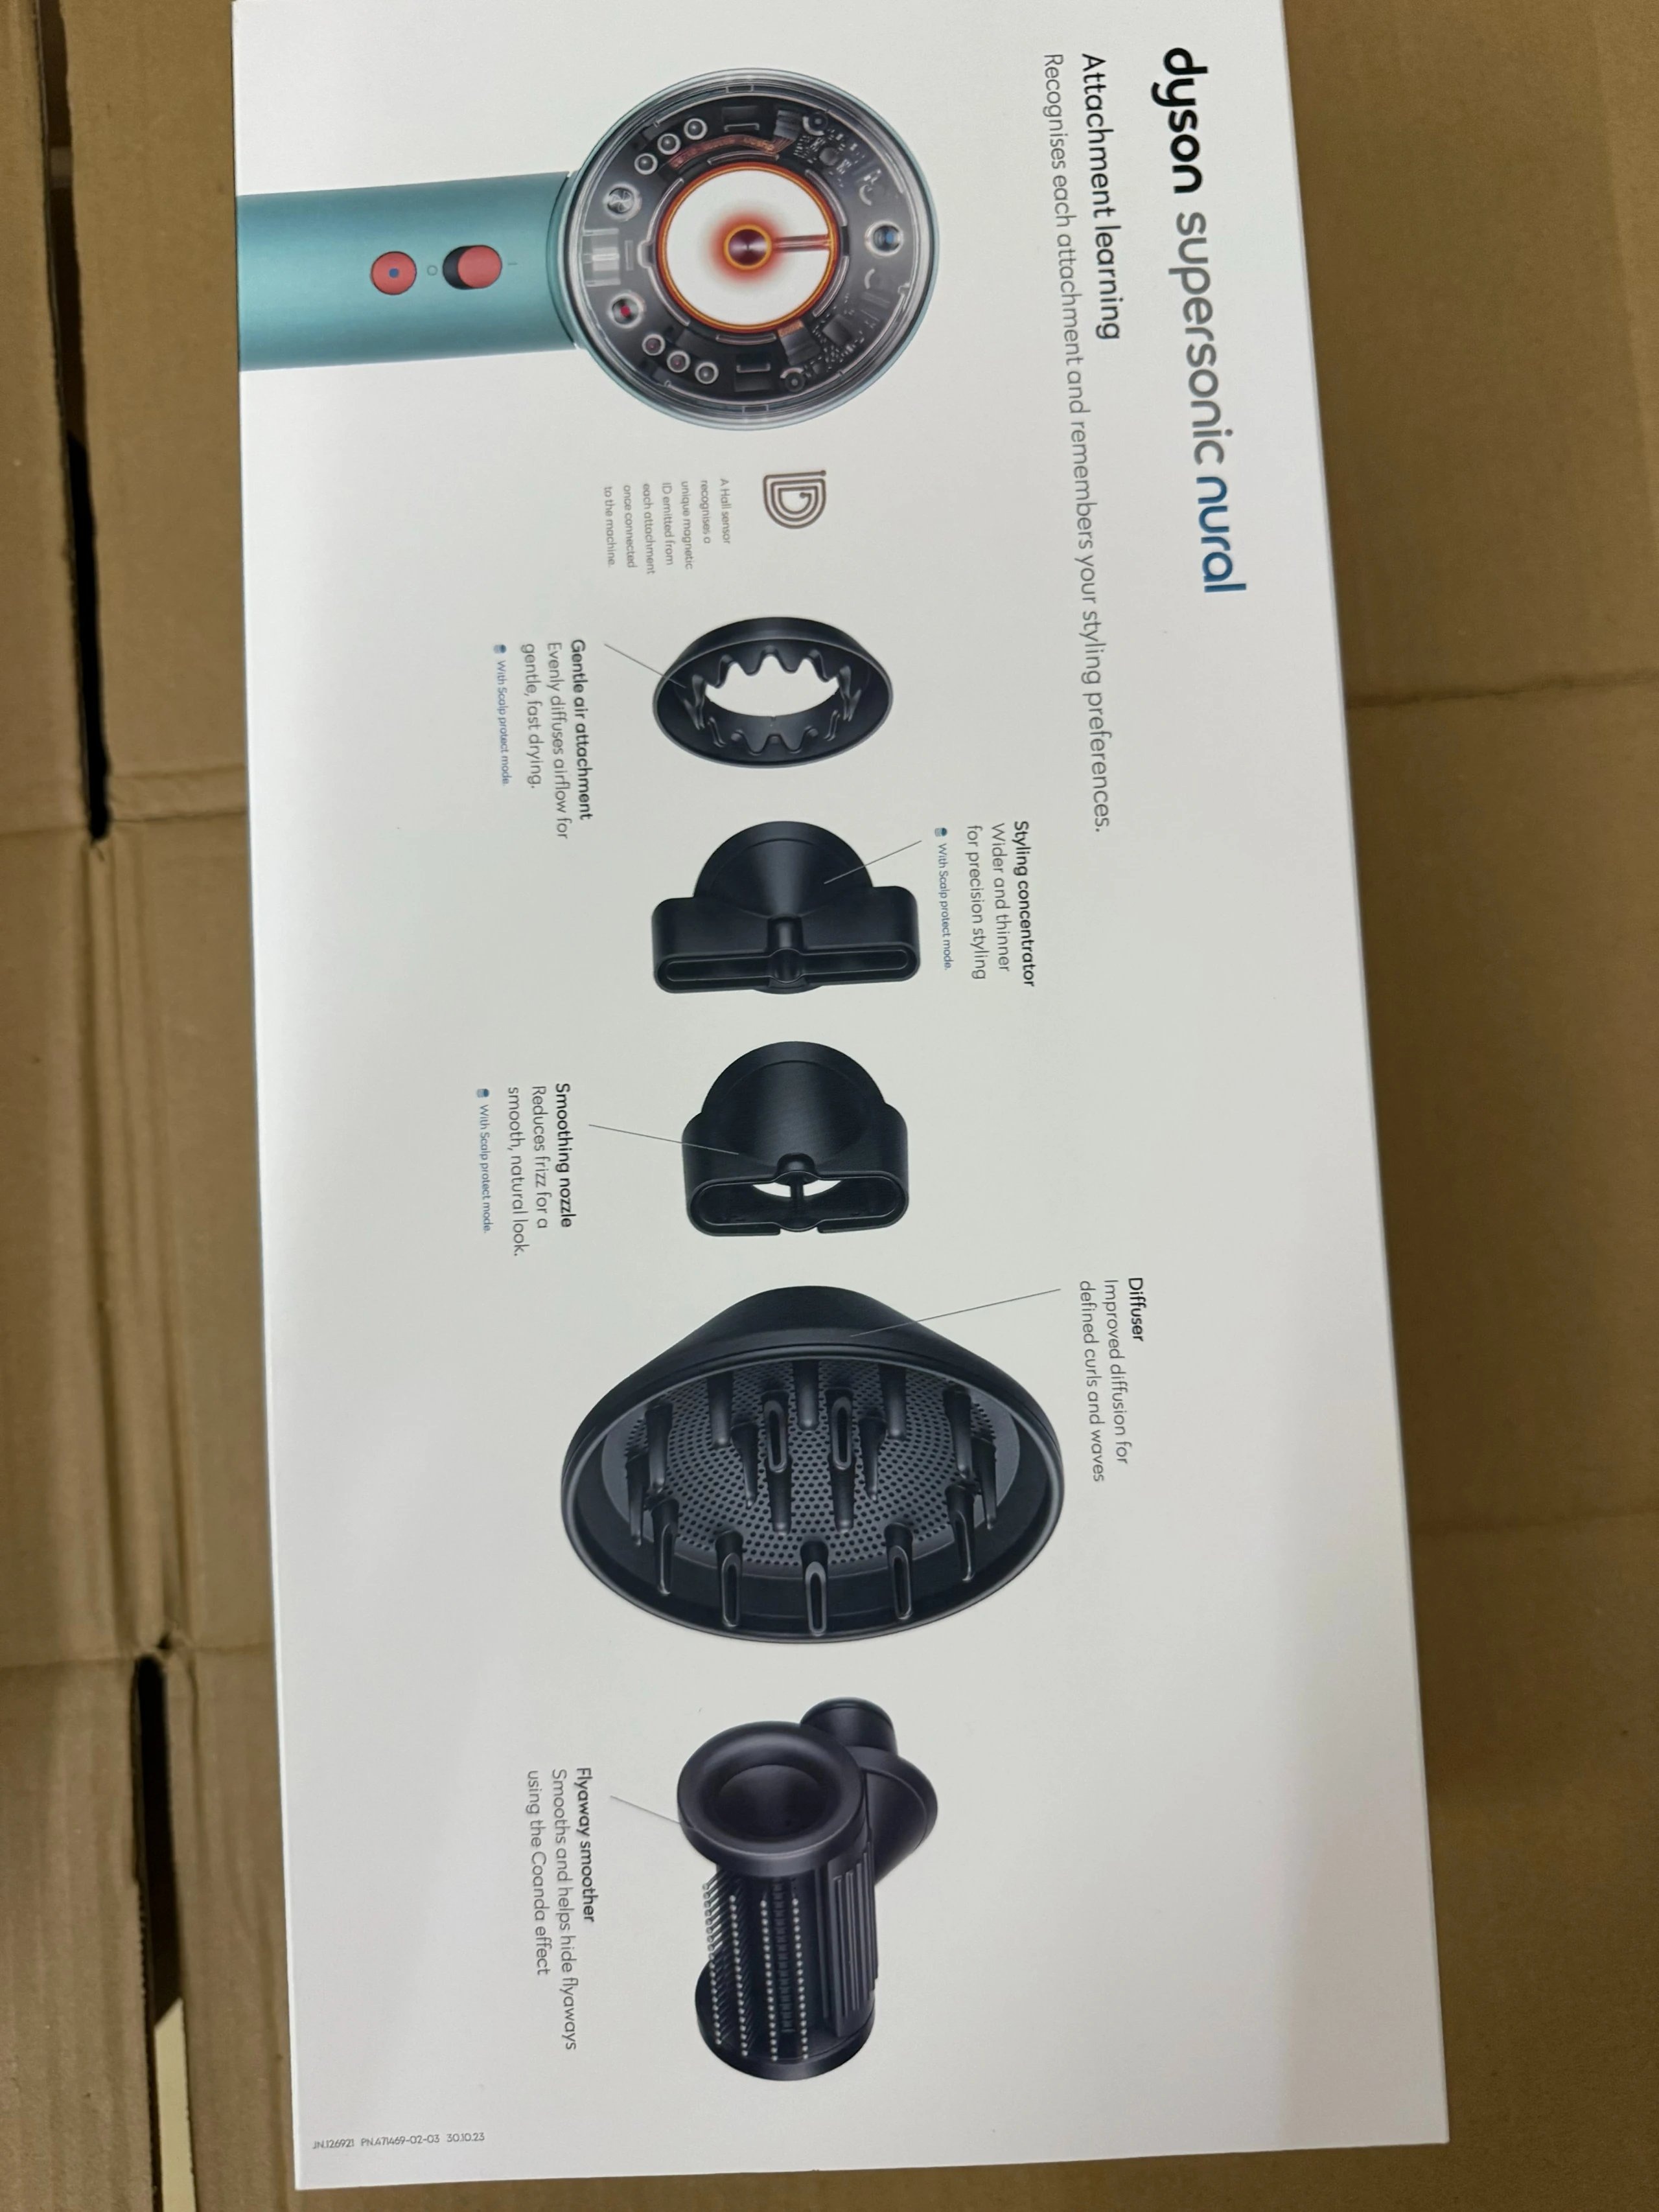 dyson supersonic nural
Attachment learning
Recognises each attachment and remembers your styling preferences.
A Hall sensor
recognises a
unique magnetic
ID emitted from
each attachment
once connected
to the machine.
Gentle air attachment
Evenly diffuses airflow for
gentle, fast drying.
With Scalp protect mode.
Styling concentrator
Wider and thinner
for precision styling
With Scalp protect mode.
Smoothing nozzle
Reduces frizz for a
smooth, natural look.
With Scalp protect mode.
Diffuser
Improved diffusion for
defined curls and waves
Flyaway smoother
Smooths and helps hide flyaways
using the Coanda effect
JN.126921 PN.A71469-02-03 30.10.23